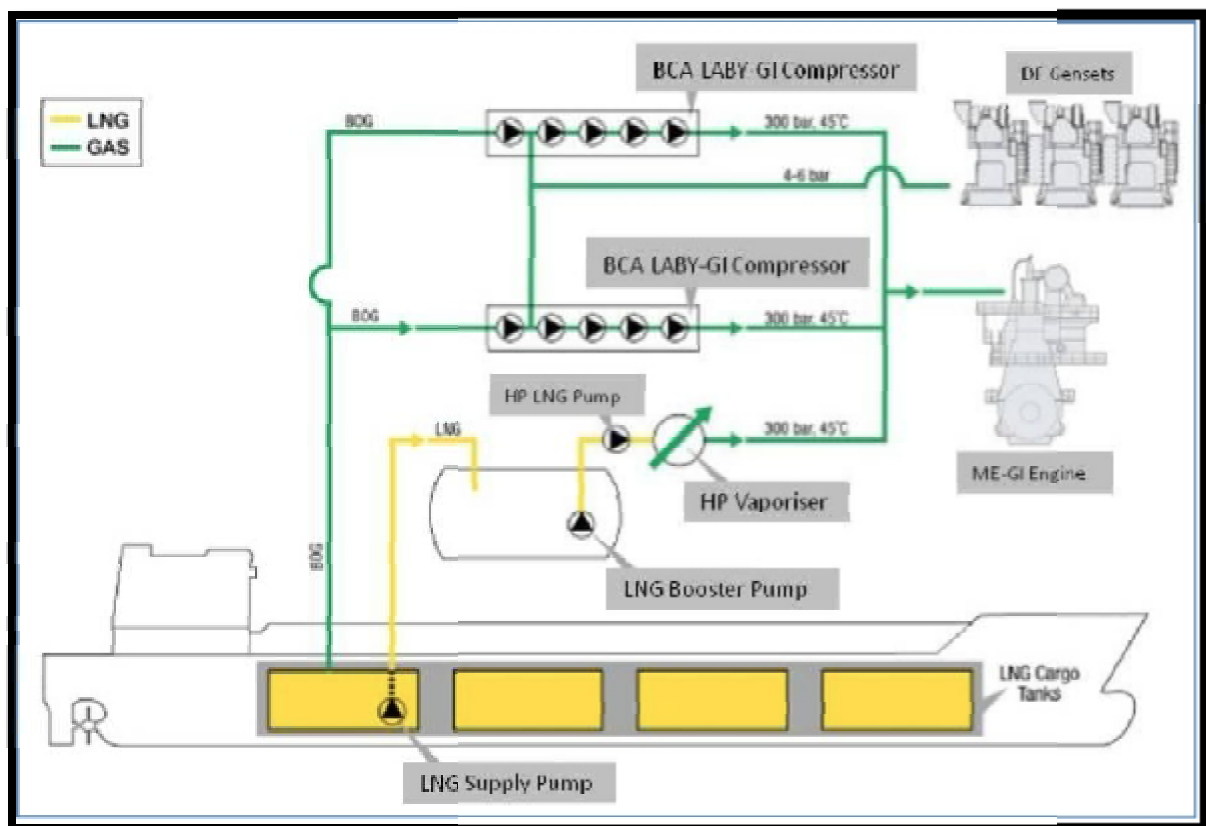 BCA LABY-GI Compressor
DF Gensets
LNG
GAS
BOG
300 bar, 45°C
4-6 bar
BCA LABY-GI Compressor
BOG
300 bar, 45°C
HP LNG Pump
LNG
300 bar, 45°C
ME-GI Engine
HP Vaporiser
BOG
LNG Booster Pump
LNG Cargo
Tanks
LNG Supply Pump